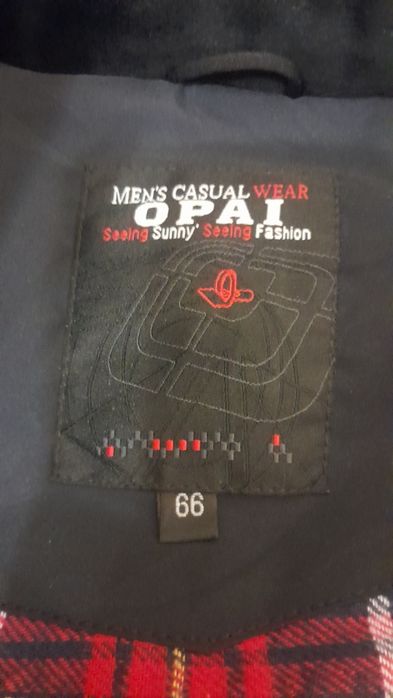 MEN'S CASUAL WEAR
OPAI
Seeing Sunny' Seeing Fashion
66